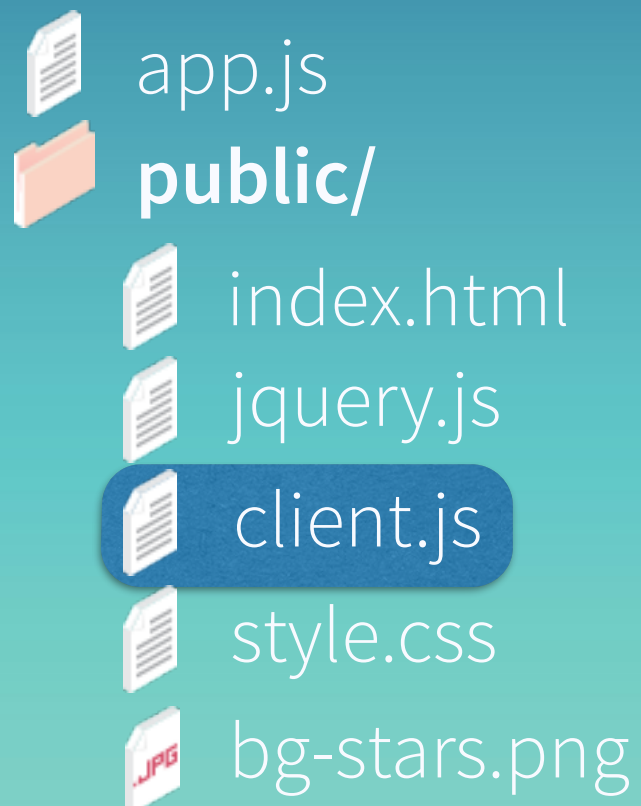 app.js
public/
index.html
jquery.js
client.js
style.css
.JPG
bg-stars.png